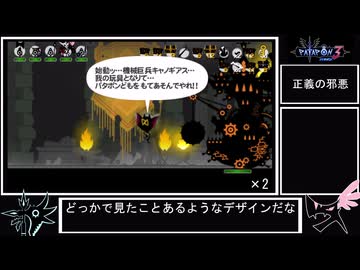 始動ッ…機械巨兵キャノギアス…
我の玩具となりて…
パタポンどもを もてあそんでやれ!!
PATAPON 3
正義の邪悪
×2
どっかで見たことあるようなデザインだな